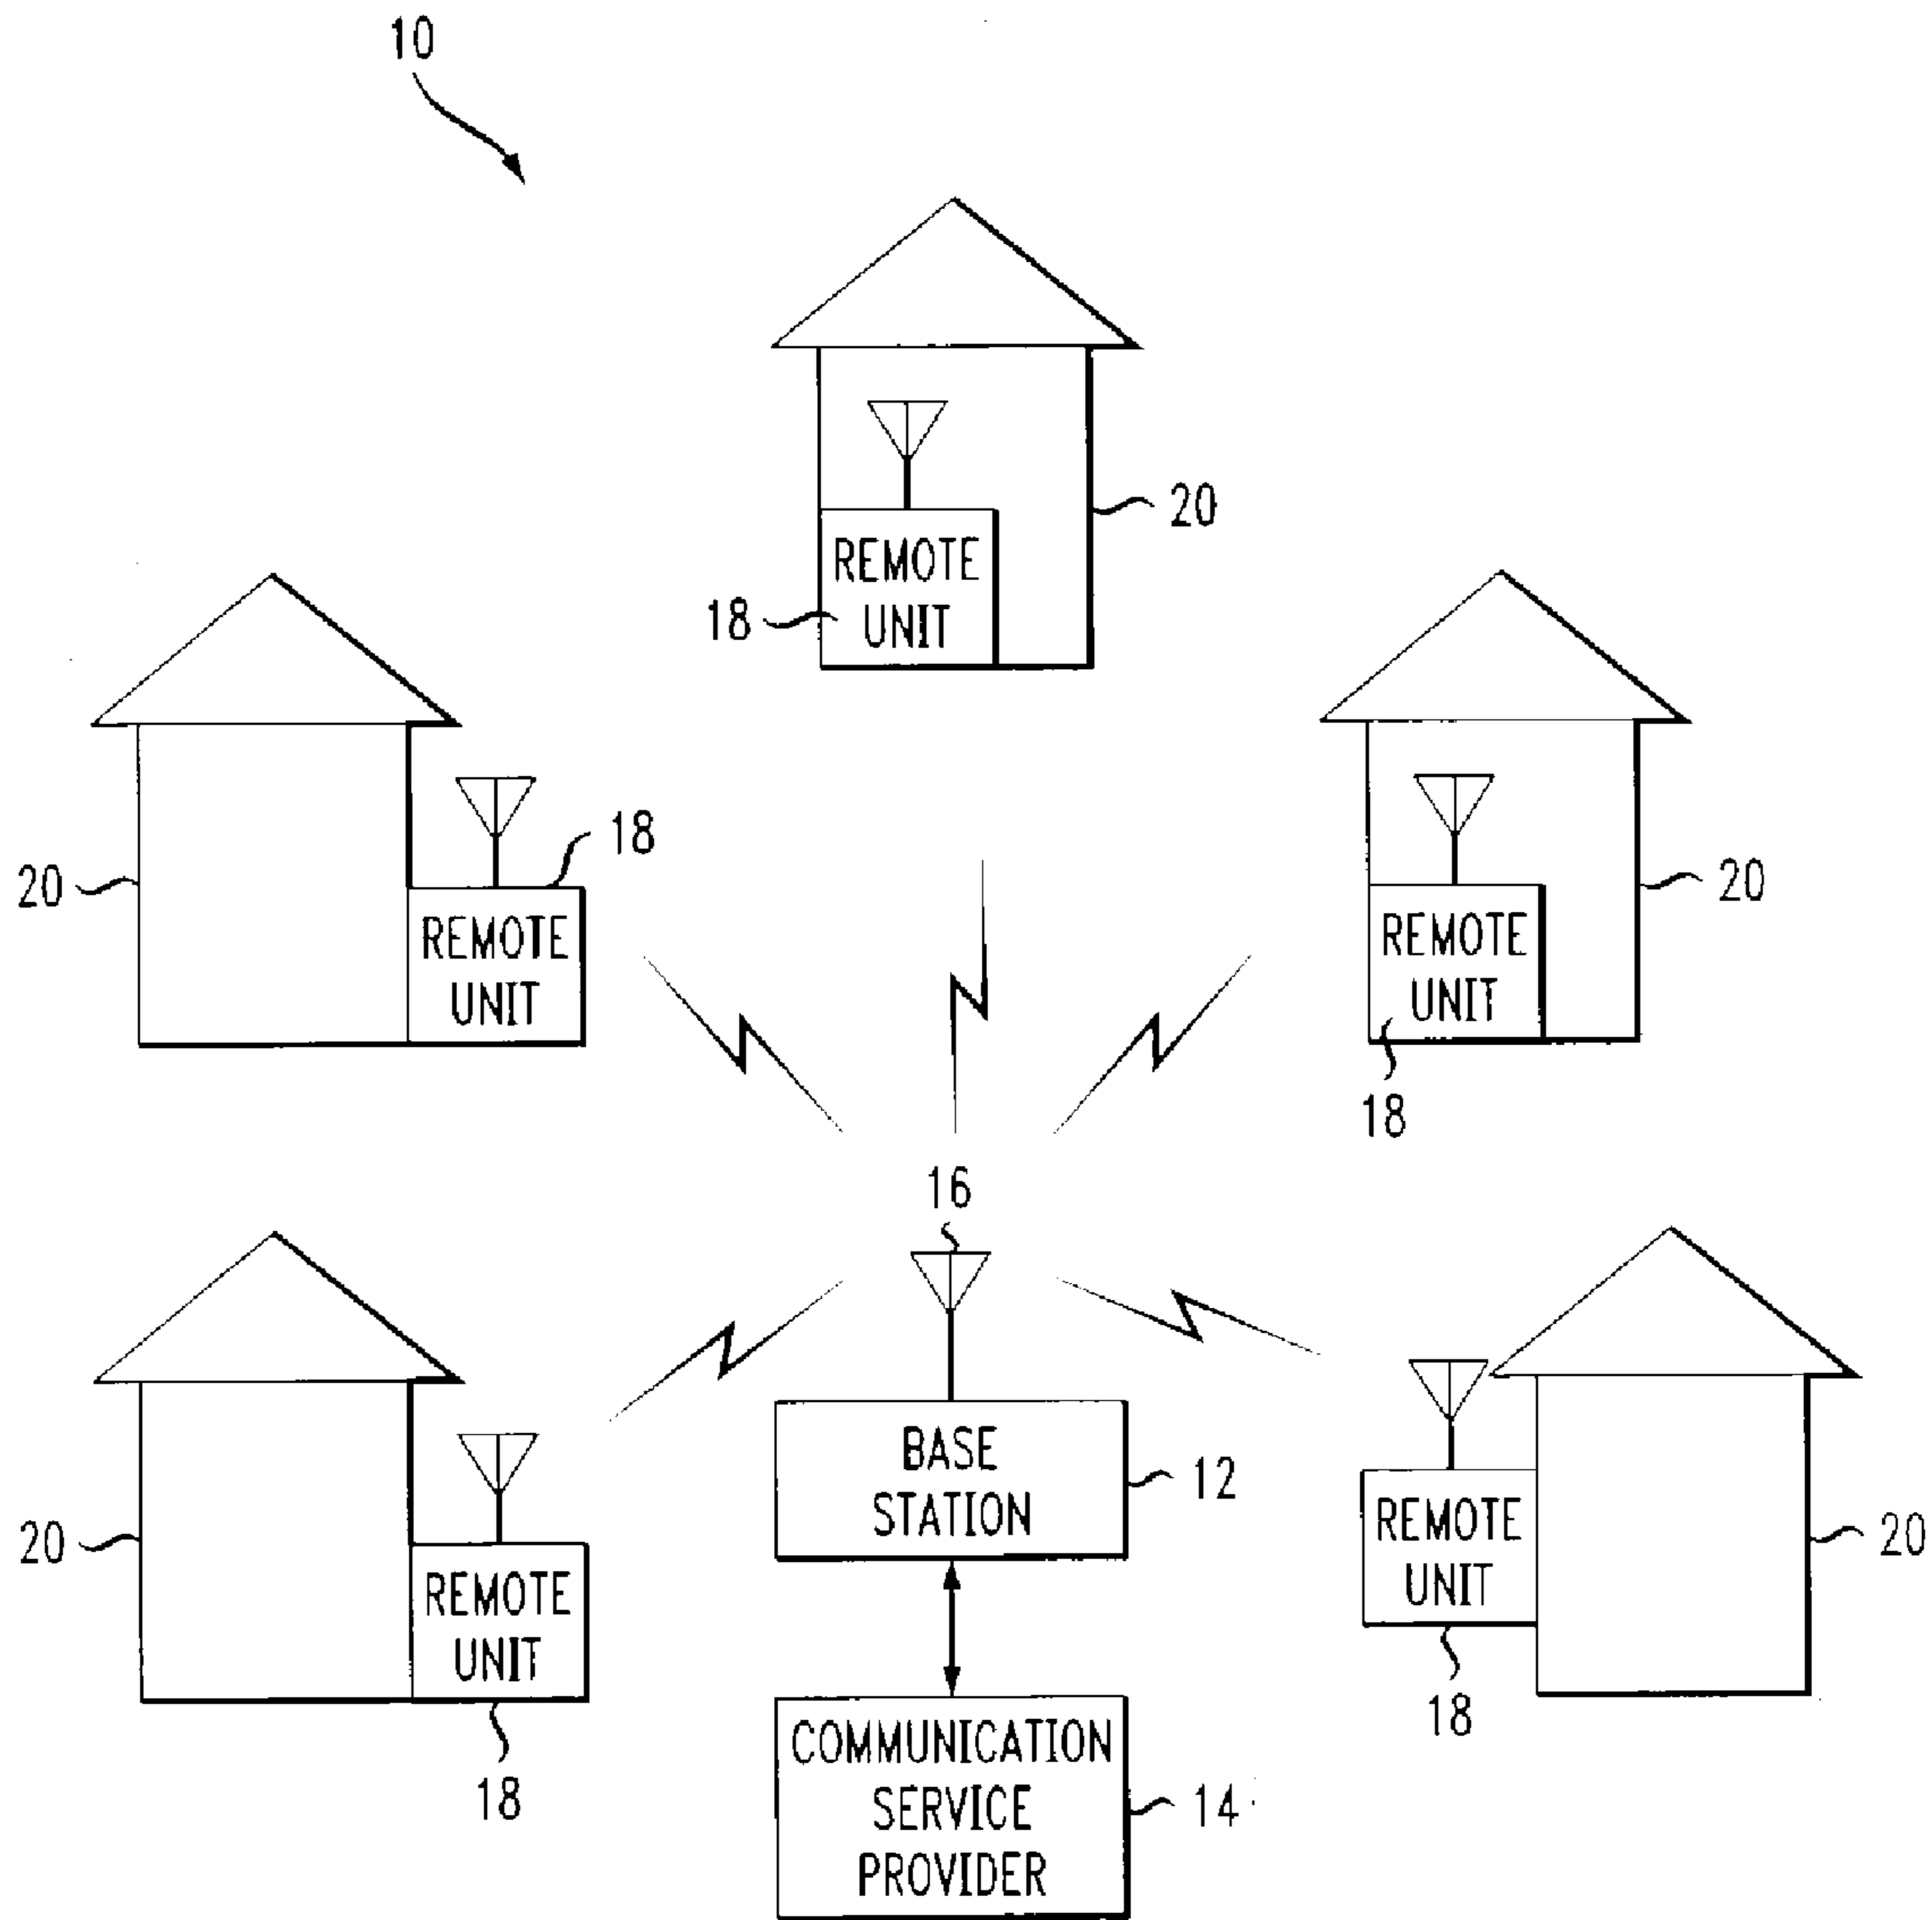 10
20
REMOTE
UNIT
18
18
20
REMOTE
UNIT
20
REMOTE
UNIT
18
16
BASE
STATION
12
20
REMOTE
UNIT
18
REMOTE
UNIT
20
18
COMMUNICATION
SERVICE
PROVIDER
14